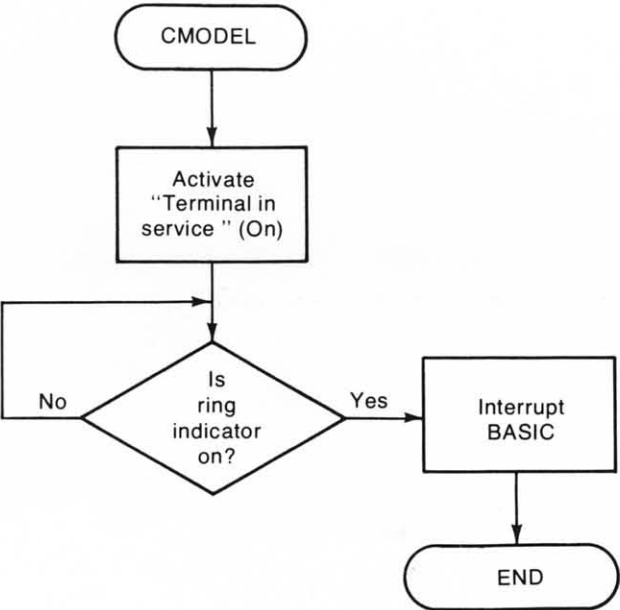 CMODEL
Activate
“Terminal in
service ” (On)
Is
ring
indicator
on?
No
Yes
Interrupt
BASIC
END